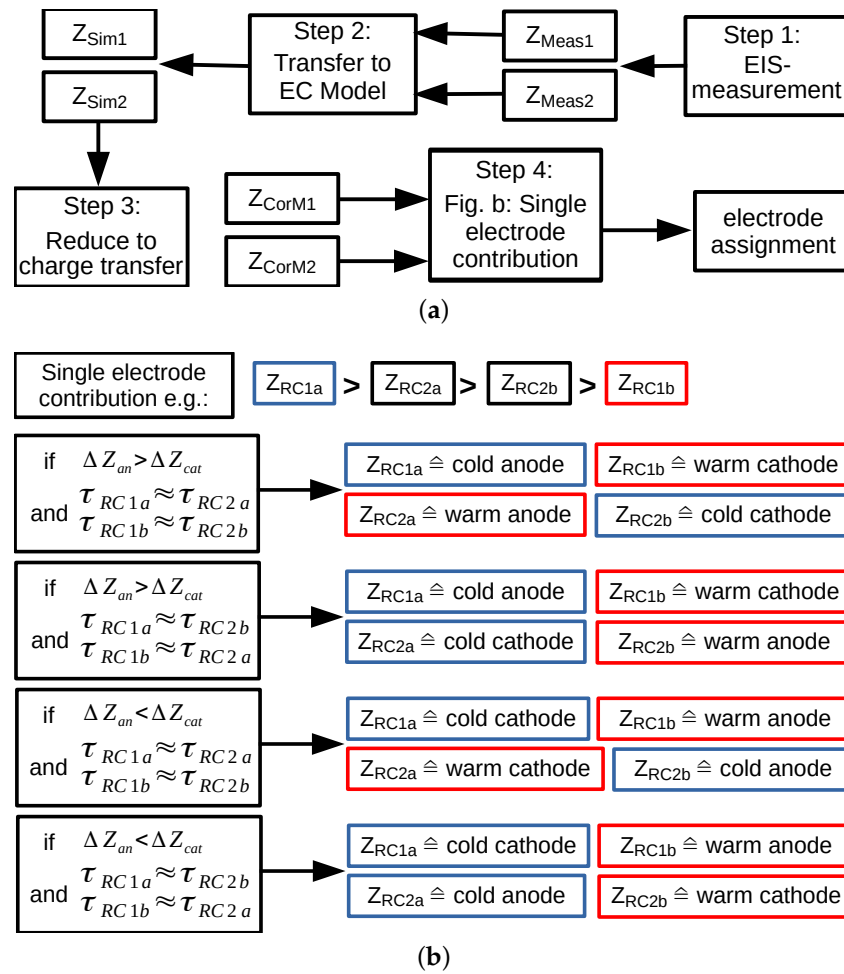 Z_Sim1
Z_Sim2
Step 2:
Transfer to
EC Model
Z_Meas1
Z_Meas2
Step 1:
EIS-
measurement
Step 3:
Reduce to
charge transfer
Z_CorM1
Z_CorM2
Step 4:
Fig. b: Single
electrode
contribution
electrode
assignment
(a)
Single electrode
contribution e.g.:
Z_RC1a > Z_RC2a > Z_RC2b > Z_RC1b
if ΔZ_an > ΔZ_cat
and τ_RC1a ≈ τ_RC2a
τ_RC1b ≈ τ_RC2b
Z_RC1a ≙ cold anode
Z_RC1b ≙ warm cathode
Z_RC2a ≙ warm anode
Z_RC2b ≙ cold cathode
if ΔZ_an > ΔZ_cat
and τ_RC1a ≈ τ_RC2b
τ_RC1b ≈ τ_RC2a
Z_RC1a ≙ cold anode
Z_RC1b ≙ warm cathode
Z_RC2a ≙ cold cathode
Z_RC2b ≙ warm anode
if ΔZ_an < ΔZ_cat
and τ_RC1a ≈ τ_RC2a
τ_RC1b ≈ τ_RC2b
Z_RC1a ≙ cold cathode
Z_RC1b ≙ warm anode
Z_RC2a ≙ warm cathode
Z_RC2b ≙ cold anode
if ΔZ_an < ΔZ_cat
and τ_RC1a ≈ τ_RC2b
τ_RC1b ≈ τ_RC2a
Z_RC1a ≙ cold cathode
Z_RC1b ≙ warm anode
Z_RC2a ≙ cold anode
Z_RC2b ≙ warm cathode
(b)